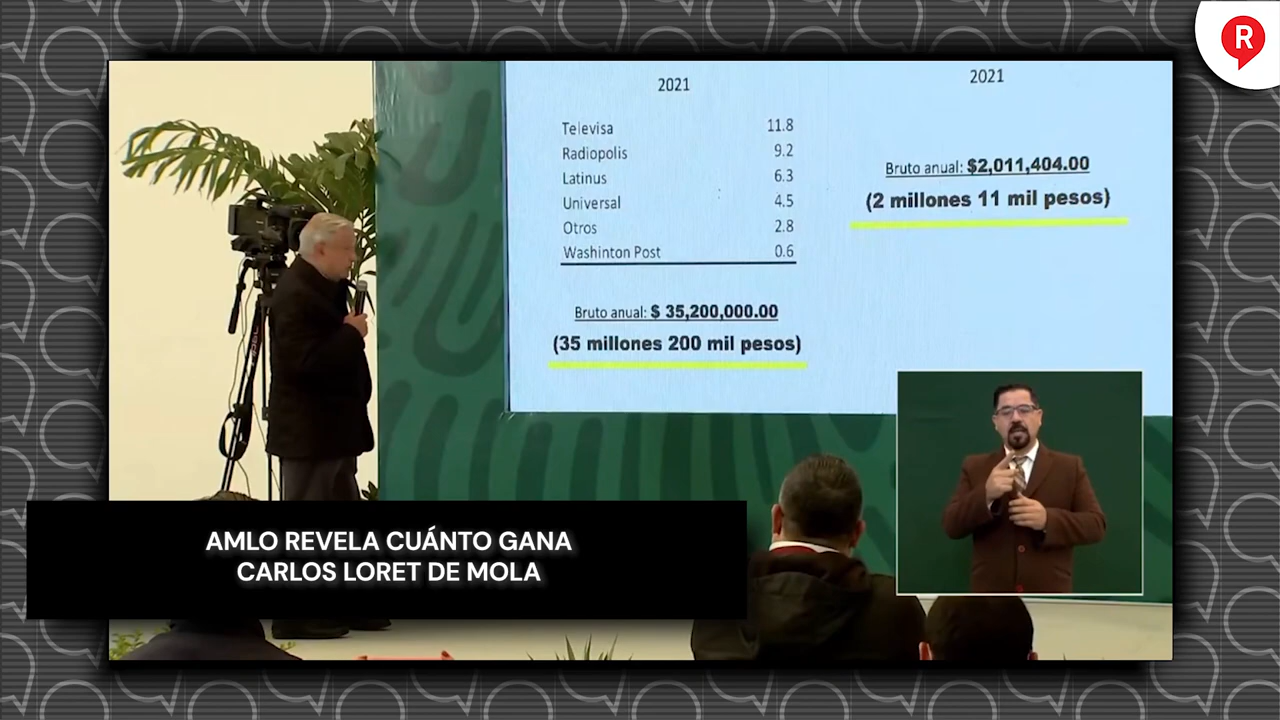 R
2021
Televisa 11.8
Radiopolis 9.2
Latinus 6.3
Universal 4.5
Otros 2.8
Washinton Post 0.6
Bruto anual: $ 35,200,000.00
(35 millones 200 mil pesos)
2021
Bruto anual: $2,011,404.00
(2 millones 11 mil pesos)
AMLO REVELA CUÁNTO GANA
CARLOS LORET DE MOLA